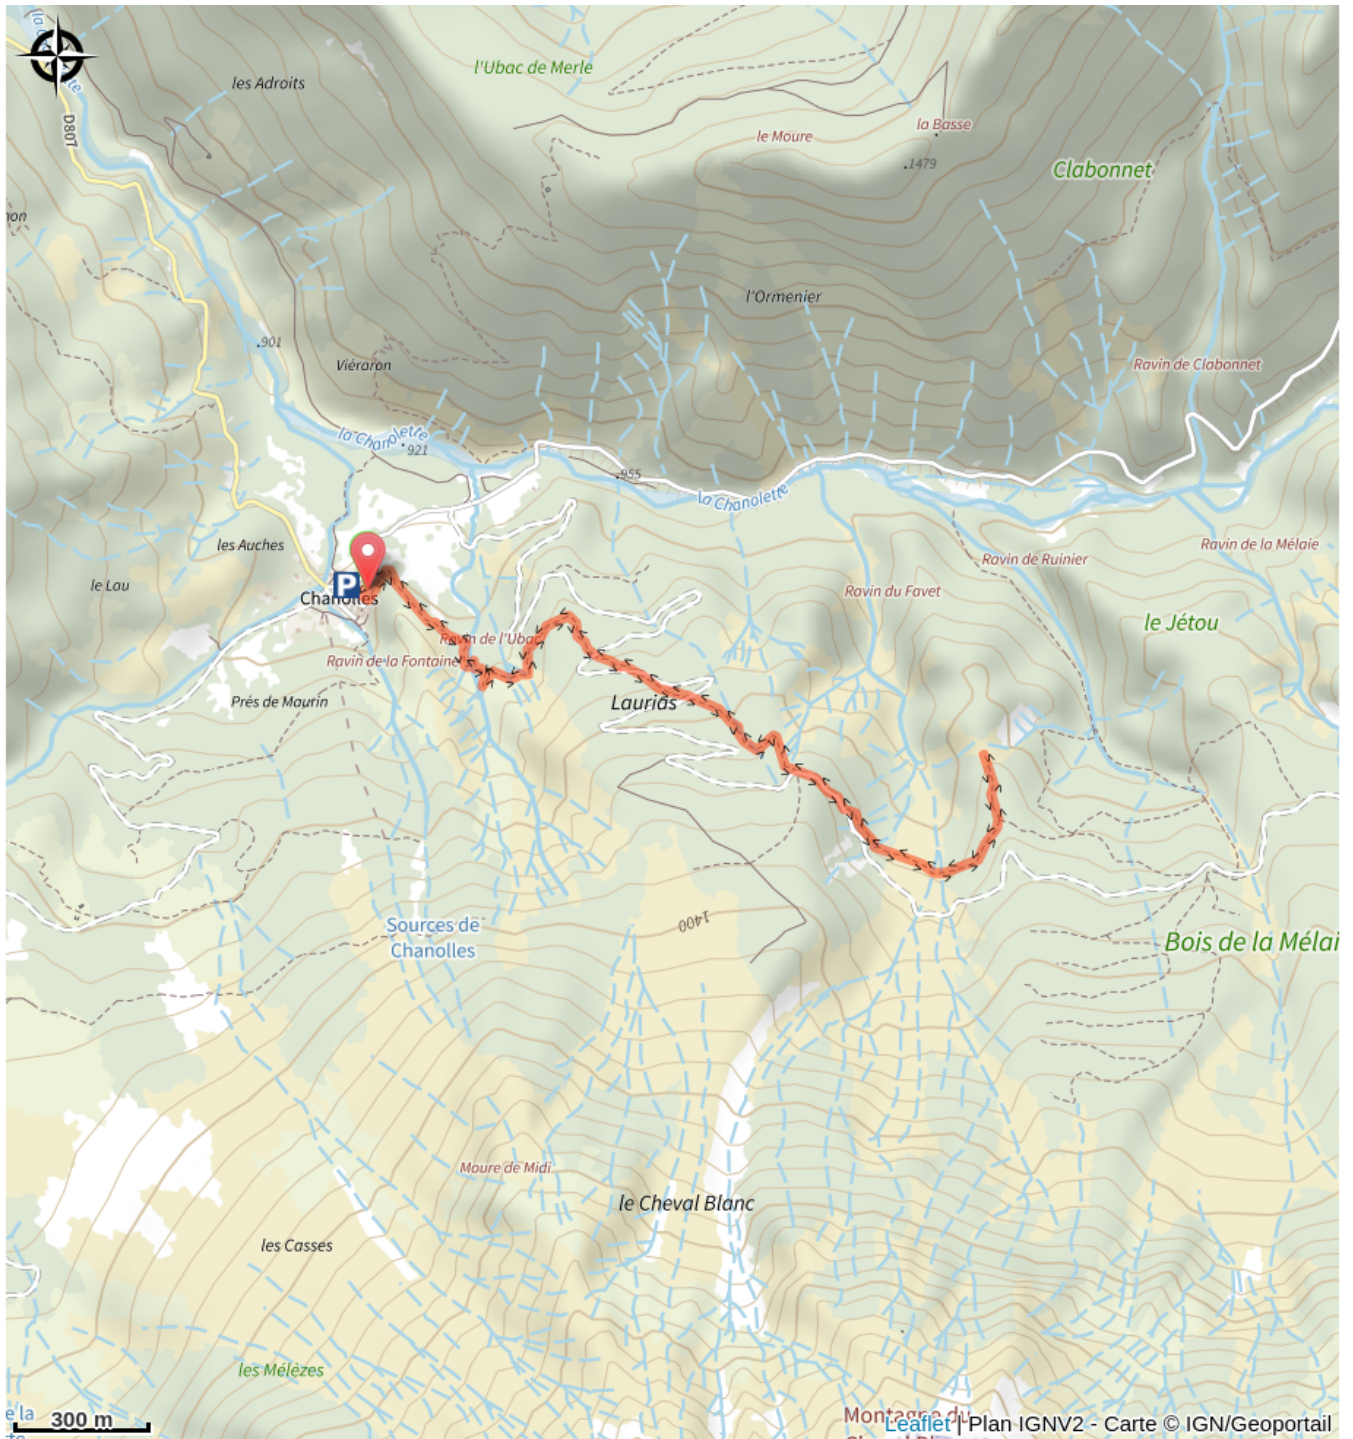 l'Ubac de Merle
les Adroits
D807
le Moure
la Basse
.1479
Clabonnet
l'Ormenier
.901
Viéraron
Ravin de Clabonnet
la Chanolette
921
.955
la Chanolette
les Auches
Ravin de la Mélaie
Ravin de Ruinier
le Lau
Ravin du Favet
P
Chanolles
le Jétou
Ravin de l'Ubac
Ravin de la Fontaine
Prés de Maurin
Laurias
1400
Sources de
Chanolles
Bois de la Mélai
Moure de Midi
le Cheval Blanc
les Casses
les Mélèzes
300 m
Montagne du
Leaflet | Plan IGNV2 - Carte © IGN/Geoportail